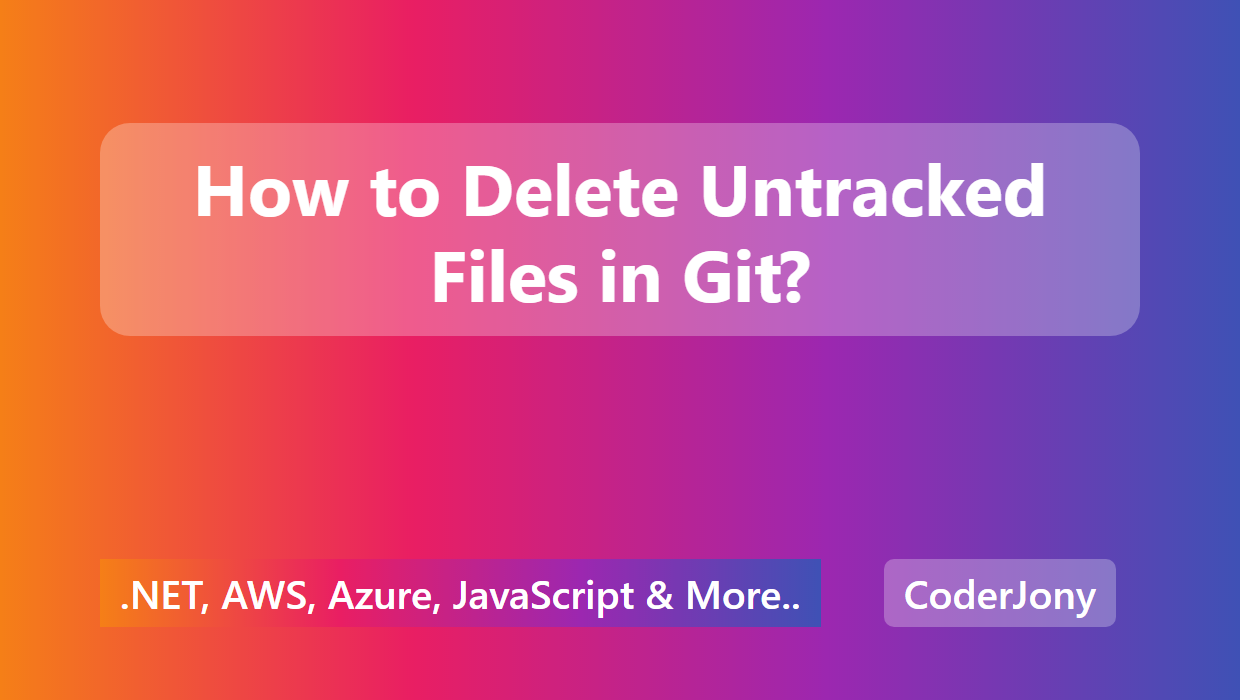 How to Delete Untracked
Files in Git?
.NET, AWS, Azure, JavaScript & More..
CoderJony